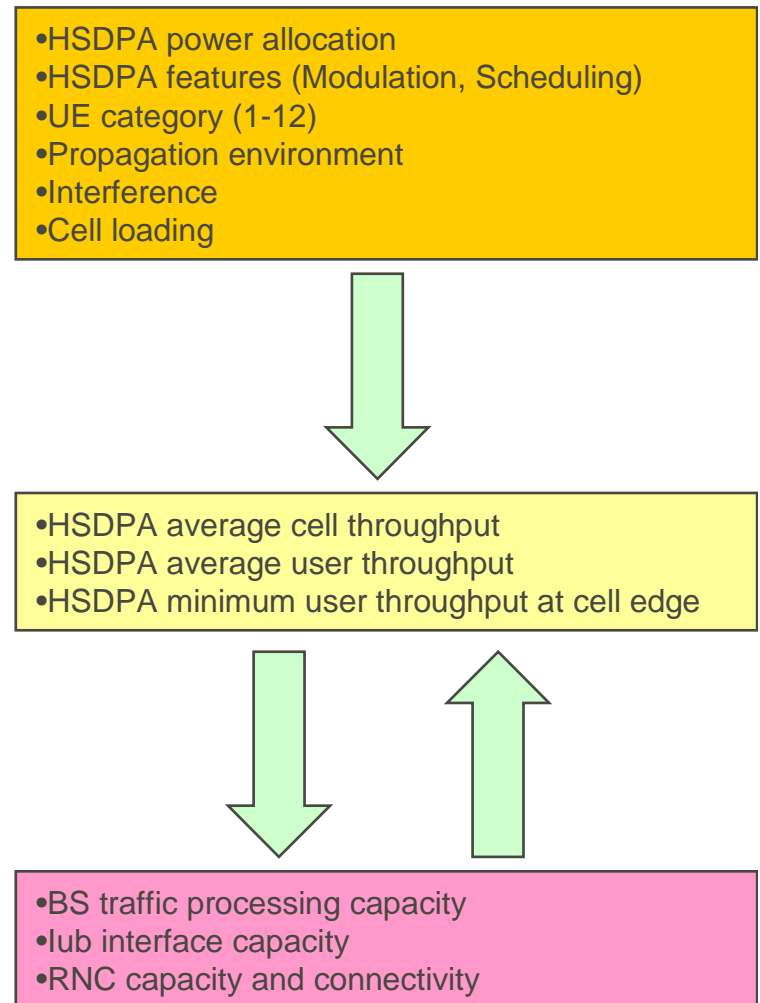 •HSDPA power allocation
•HSDPA features (Modulation, Scheduling)
•UE category (1-12)
•Propagation environment
•Interference
•Cell loading
•HSDPA average cell throughput
•HSDPA average user throughput
•HSDPA minimum user throughput at cell edge
•BS traffic processing capacity
•Iub interface capacity
•RNC capacity and connectivity